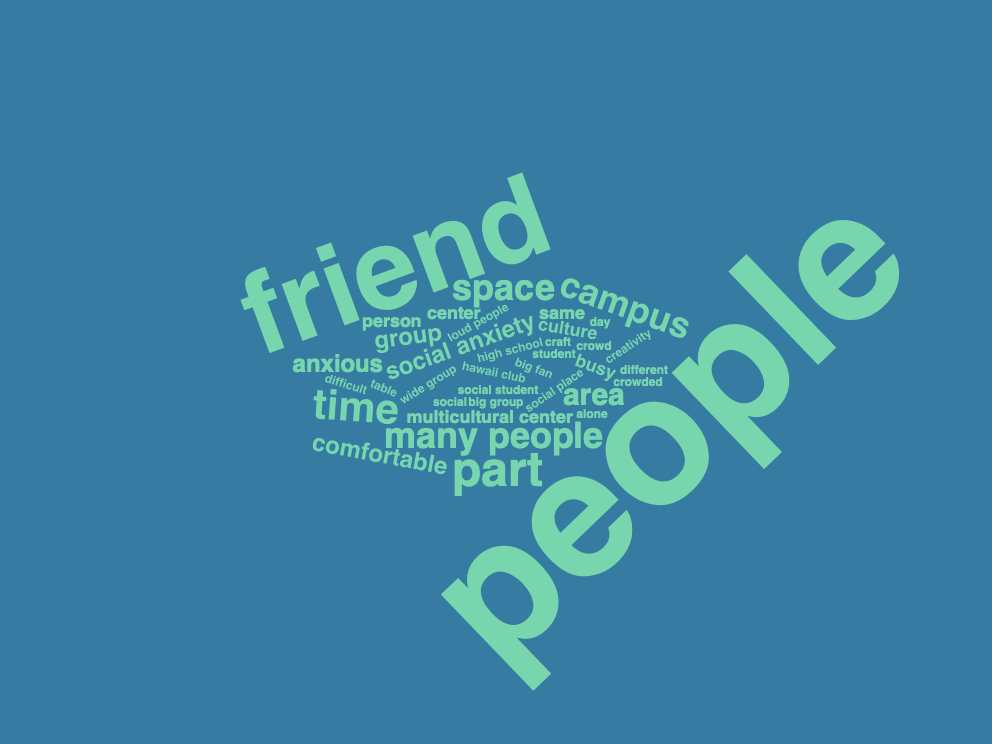 friend
people
space
campus
person
center
loud people
same
day
group
social anxiety
culture
creativity
anxious
high school
craft
crowd
student
busy
different
crowded
difficult
table
wide group
hawaii club
big fan
social place
social student
area
time
social
big group
multicultural center
alone
many people
comfortable
part